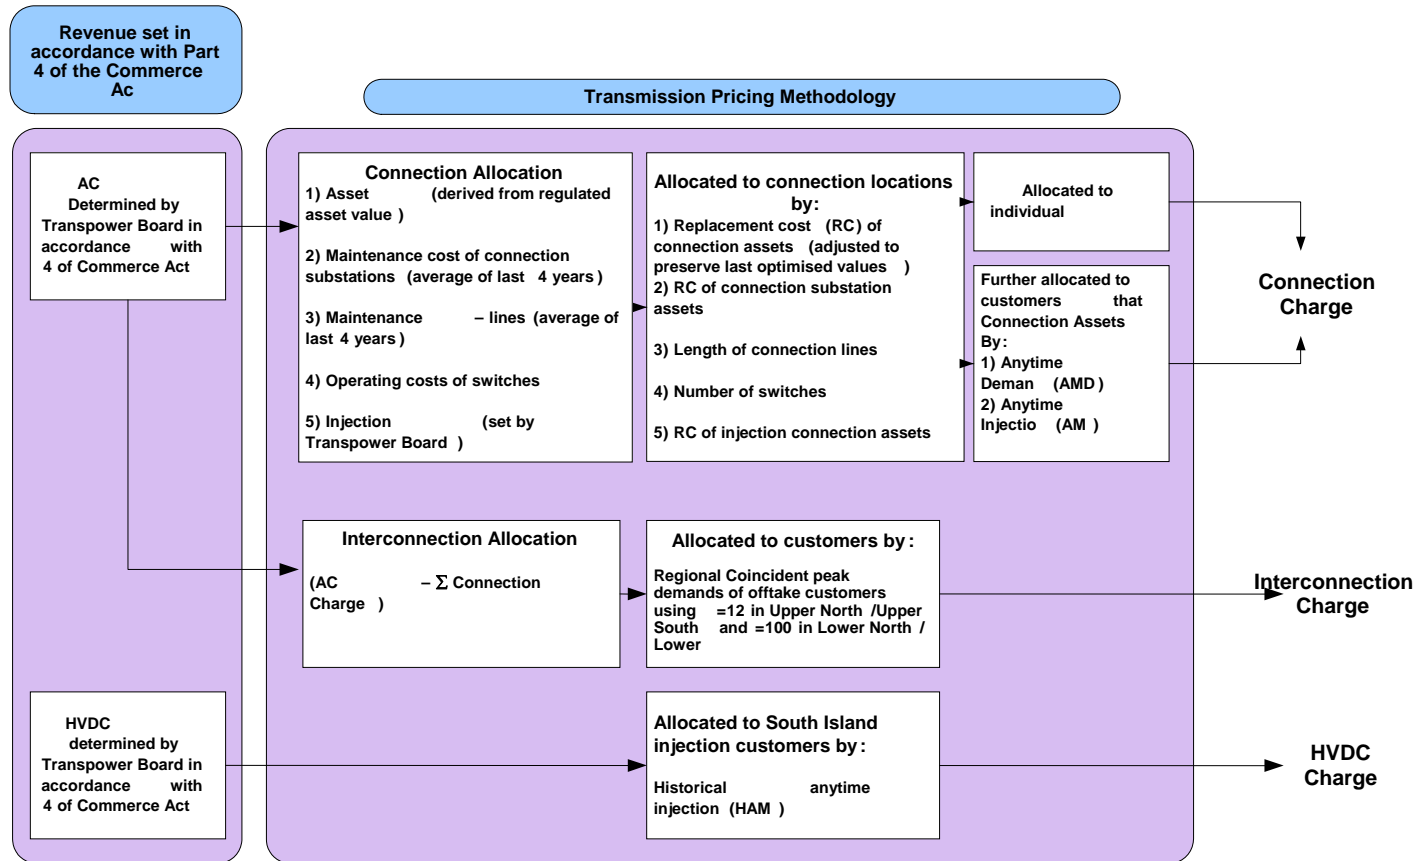 Revenue set in
accordance with Part
4 of the Commerce
Ac
Transmission Pricing Methodology
AC
Determined by
Transpower Board in
accordance with
4 of Commerce Act
Connection Allocation
1) Asset (derived from regulated
asset value )
2) Maintenance cost of connection
substations (average of last 4 years )
3) Maintenance – lines (average of
last 4 years )
4) Operating costs of switches
5) Injection (set by
Transpower Board )
Allocated to connection locations
by:
1) Replacement cost (RC) of
connection assets (adjusted to
preserve last optimised values )
2) RC of connection substation
assets
3) Length of connection lines
4) Number of switches
5) RC of injection connection assets
Allocated to
individual
Further allocated to
customers that
Connection Assets
By:
1) Anytime
Deman (AMD )
2) Anytime
Injectio (AM )
Connection
Charge
Interconnection Allocation
(AC – Σ Connection
Charge )
Allocated to customers by:
Regional Coincident peak
demands of offtake customers
using =12 in Upper North /Upper
South and =100 in Lower North /
Lower
Interconnection
Charge
HVDC
determined by
Transpower Board in
accordance with
4 of Commerce Act
Allocated to South Island
injection customers by:
Historical anytime
injection (HAM )
HVDC
Charge